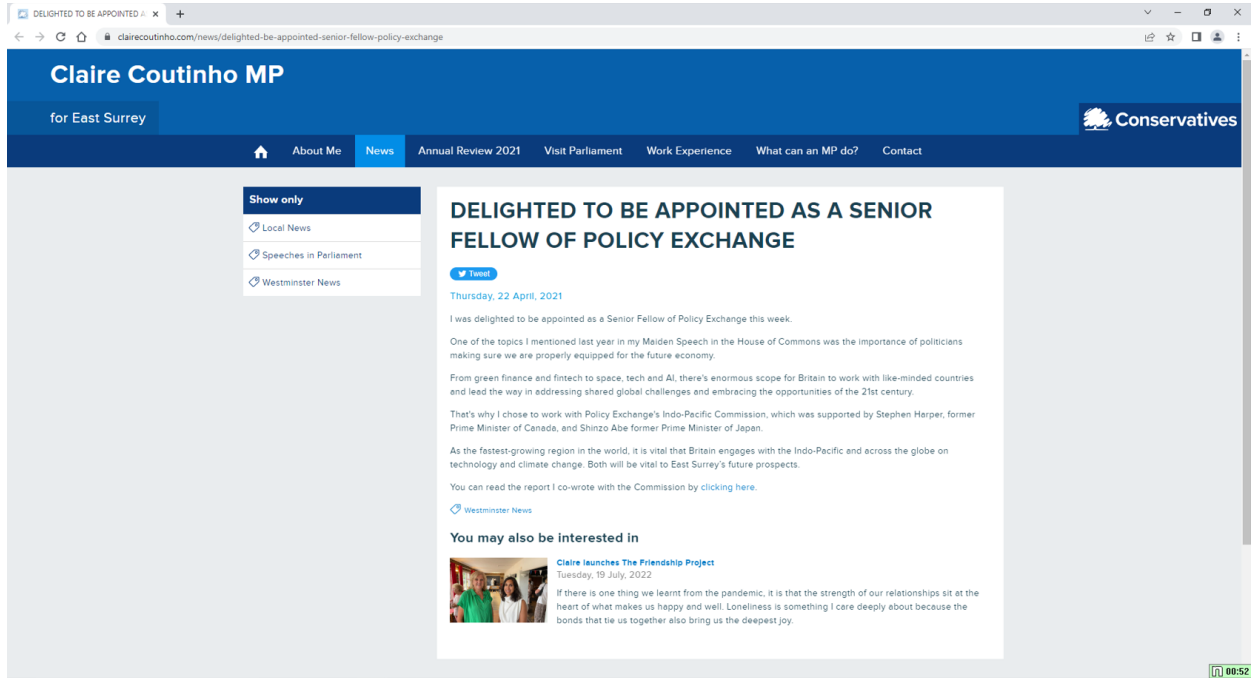 DELIGHTED TO BE APPOINTED A
clairecoutinho.com/news/delighted-be-appointed-senior-fellow-policy-exchange
Claire Coutinho MP
for East Surrey
Conservatives
About Me News Annual Review 2021 Visit Parliament Work Experience What can an MP do? Contact
Show only
Local News
Speeches in Parliament
Westminster News
DELIGHTED TO BE APPOINTED AS A SENIOR
FELLOW OF POLICY EXCHANGE
Tweet
Thursday, 22 April, 2021
I was delighted to be appointed as a Senior Fellow of Policy Exchange this week.
One of the topics I mentioned last year in my Maiden Speech in the House of Commons was the importance of politicians
making sure we are properly equipped for the future economy.
From green finance and fintech to space, tech and AI, there's enormous scope for Britain to work with like-minded countries
and lead the way in addressing shared global challenges and embracing the opportunities of the 21st century.
That's why I chose to work with Policy Exchange's Indo-Pacific Commission, which was supported by Stephen Harper, former
Prime Minister of Canada, and Shinzo Abe former Prime Minister of Japan.
As the fastest-growing region in the world, it is vital that Britain engages with the Indo-Pacific and across the globe on
technology and climate change. Both will be vital to East Surrey's future prospects.
You can read the report I co-wrote with the Commission by clicking here.
Westminster News
You may also be interested in
Claire launches The Friendship Project
Tuesday, 19 July, 2022
If there is one thing we learnt from the pandemic, it is that the strength of our relationships sit at the
heart of what makes us happy and well. Loneliness is something I care deeply about because the
bonds that tie us together also bring us the deepest joy.
00:52